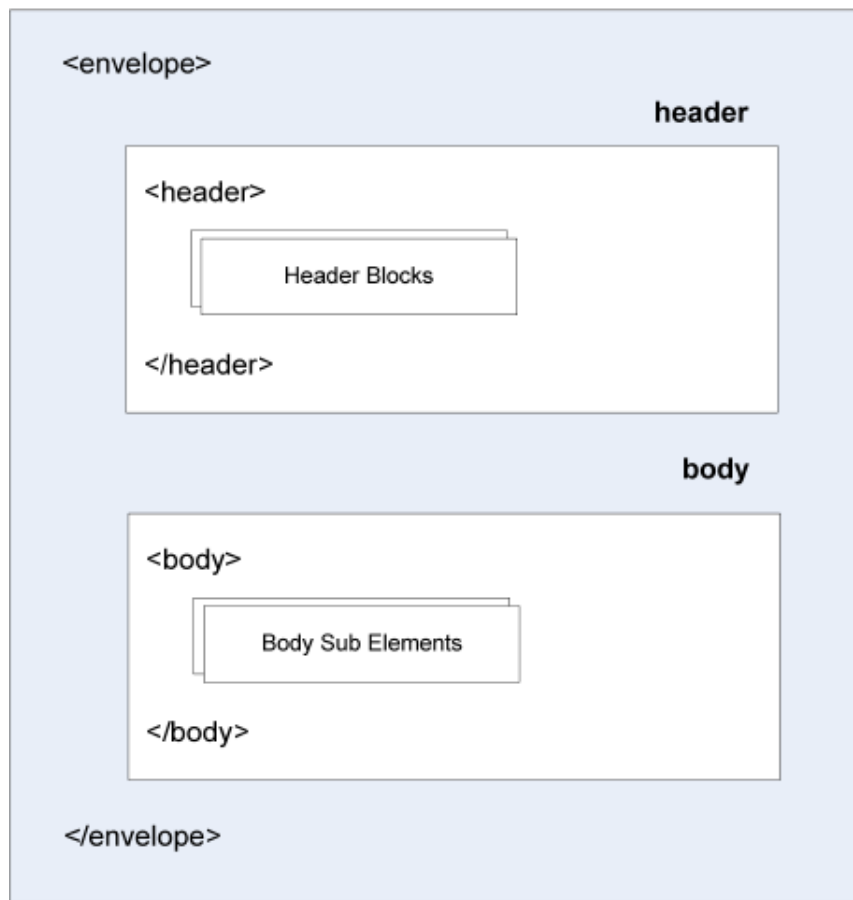 <envelope>
header
<header>
Header Blocks
</header>
body
<body>
Body Sub Elements
</body>
</envelope>